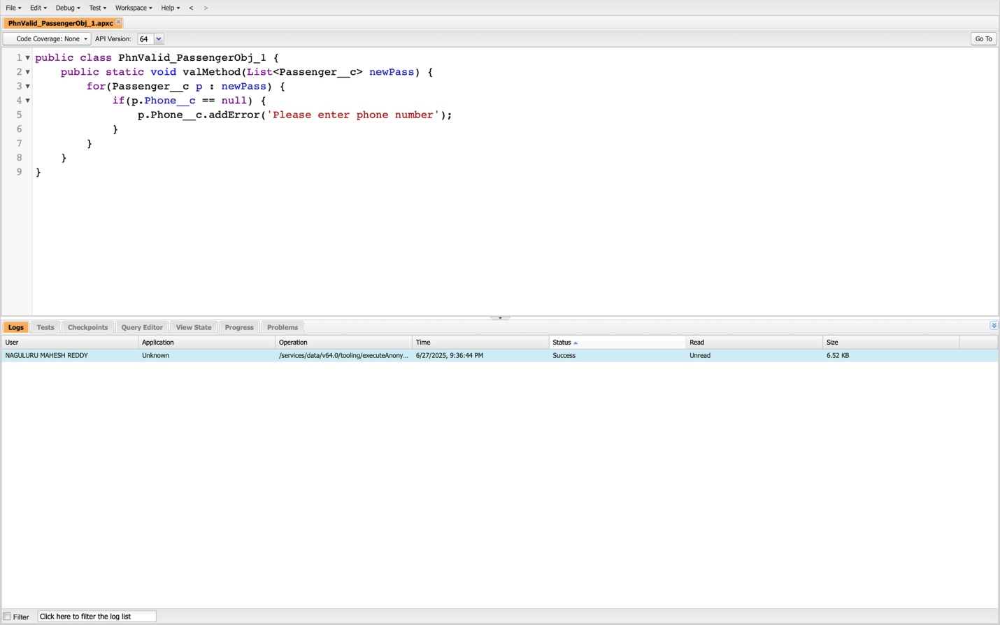 File Edit Debug Test Workspace Help < >
PhnValid_PassengerObj_1.apxc
Code Coverage: None API Version: 64 Go To
1 public class PhnValid_PassengerObj_1 {
2 public static void valMethod(List<Passenger__c> newPass) {
3 for(Passenger__c p : newPass) {
4 if(p.Phone__c == null) {
5 p.Phone__c.addError('Please enter phone number');
6 }
7 }
8 }
9 }
Logs Tests Checkpoints Query Editor View State Progress Problems
User Application Operation Time Status Read Size
NAGULURU MAHESH REDDY Unknown /services/data/v64.0/tooling/executeAnony... 6/27/2025, 9:36:44 PM Success Unread 6.52 KB
Filter Click here to filter the log list